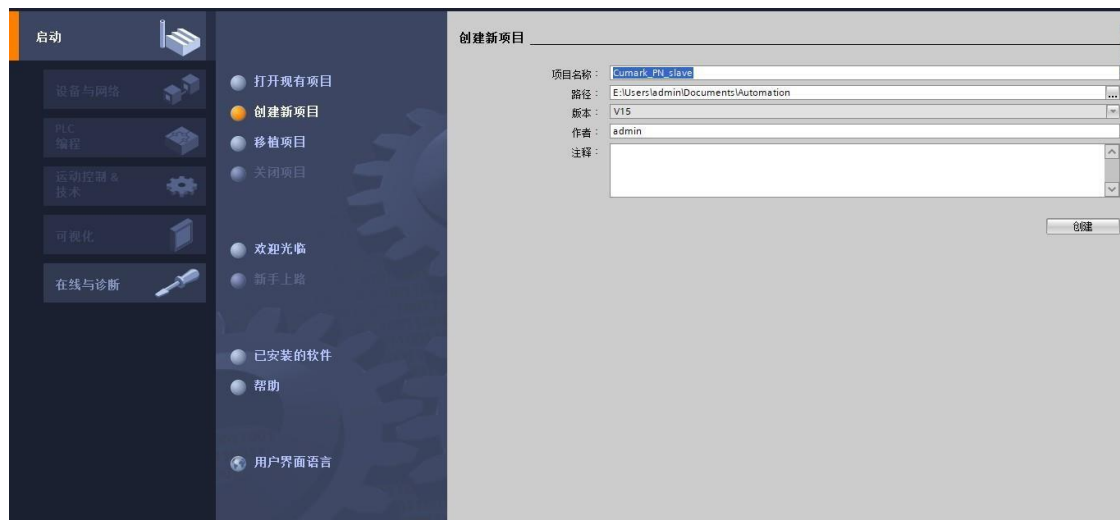 启动
设备与网络
PLC
编程
运动控制 &
技术
可视化
在线与诊断
打开现有项目
创建新项目
移植项目
关闭项目
欢迎光临
新手上路
已安装的软件
帮助
用户界面语言
创建新项目
项目名称： Cumark_PN_slave
路径： E:\Users\admin\Documents\Automation ...
版本： V15
作者： admin
注释：
创建